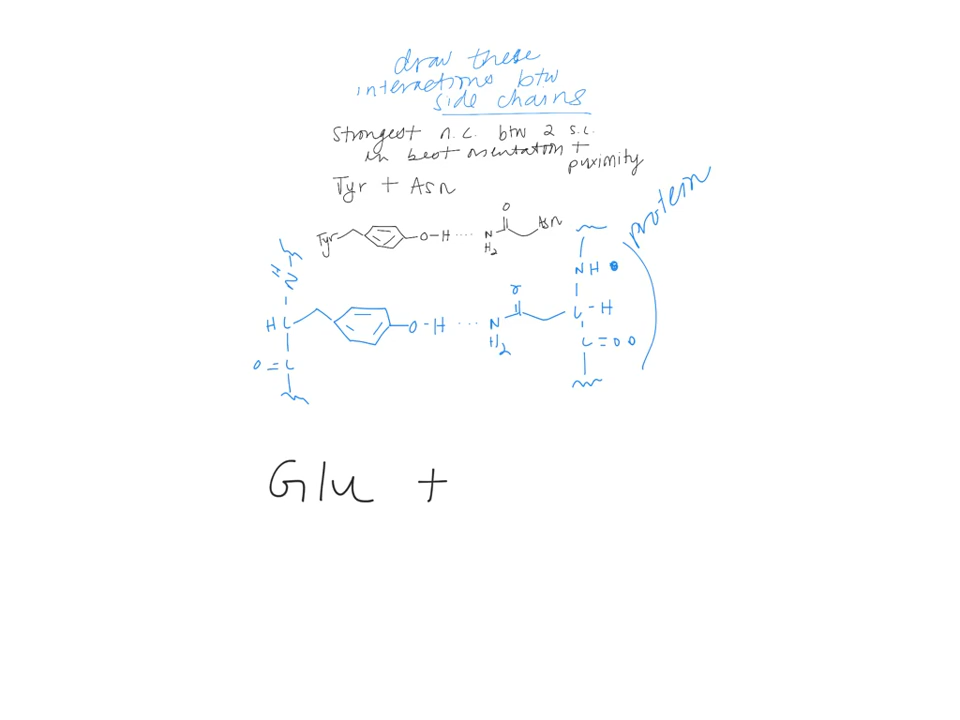 draw these
interactions btw
side chains
Strongest n.c. btw 2 s.c.
in best orientation +
proximity
Tyr + Asn
protein
O
Tyr
O-H
N
H2
Asn
H
N
NH
HC
O-H
N
H2
C-H
O=C
C=O
Glu +